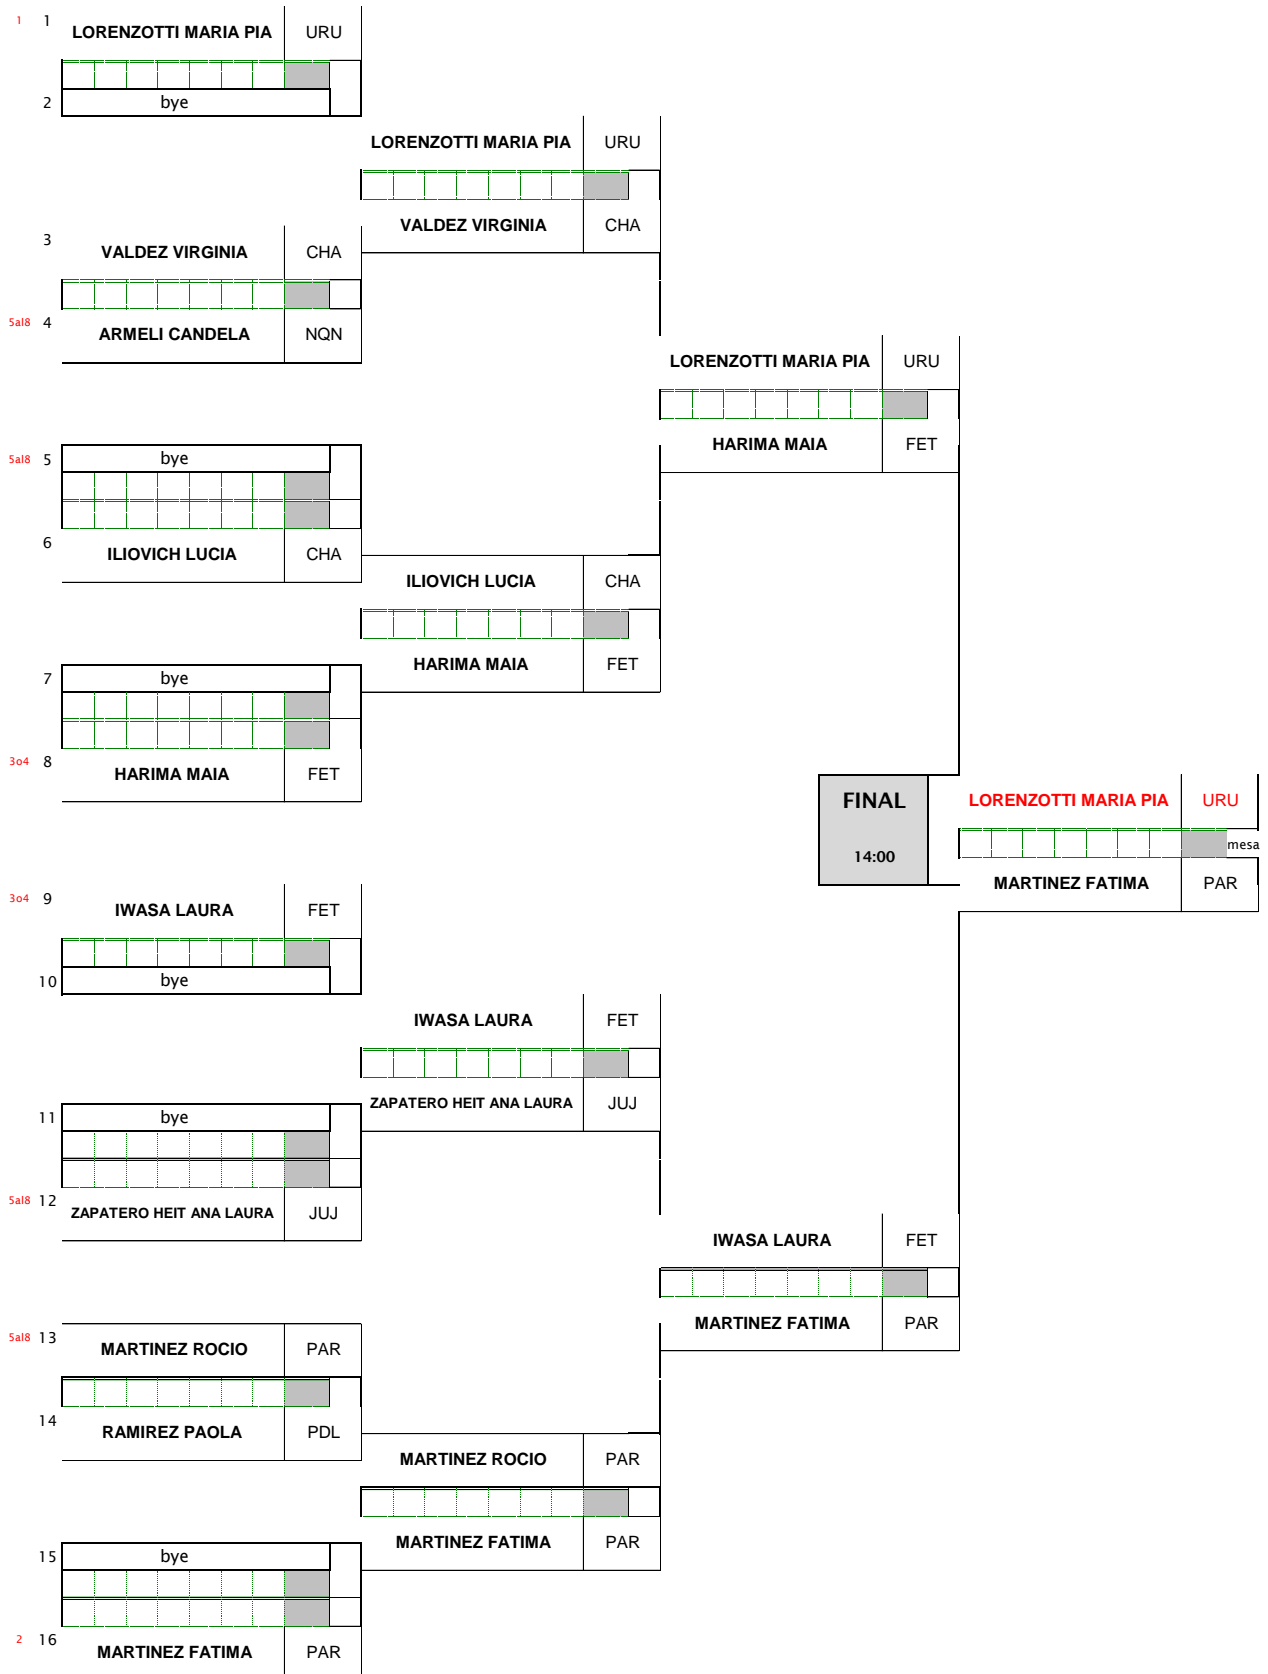 1 1 LORENZOTTI MARIA PIA URU
2 bye
LORENZOTTI MARIA PIA URU
VALDEZ VIRGINIA CHA
3 VALDEZ VIRGINIA CHA
5al8 4 ARMELI CANDELA NQN
LORENZOTTI MARIA PIA URU
HARIMA MAIA FET
5al8 5 bye
6 ILIOVICH LUCIA CHA
ILIOVICH LUCIA CHA
HARIMA MAIA FET
7 bye
3o4 8 HARIMA MAIA FET
FINAL
14:00
LORENZOTTI MARIA PIA URU
mesa
MARTINEZ FATIMA PAR
3o4 9 IWASA LAURA FET
10 bye
IWASA LAURA FET
ZAPATERO HEIT ANA LAURA JUJ
11 bye
5al8 12 ZAPATERO HEIT ANA LAURA JUJ
IWASA LAURA FET
MARTINEZ FATIMA PAR
5al8 13 MARTINEZ ROCIO PAR
14 RAMIREZ PAOLA PDL
MARTINEZ ROCIO PAR
MARTINEZ FATIMA PAR
15 bye
2 16 MARTINEZ FATIMA PAR